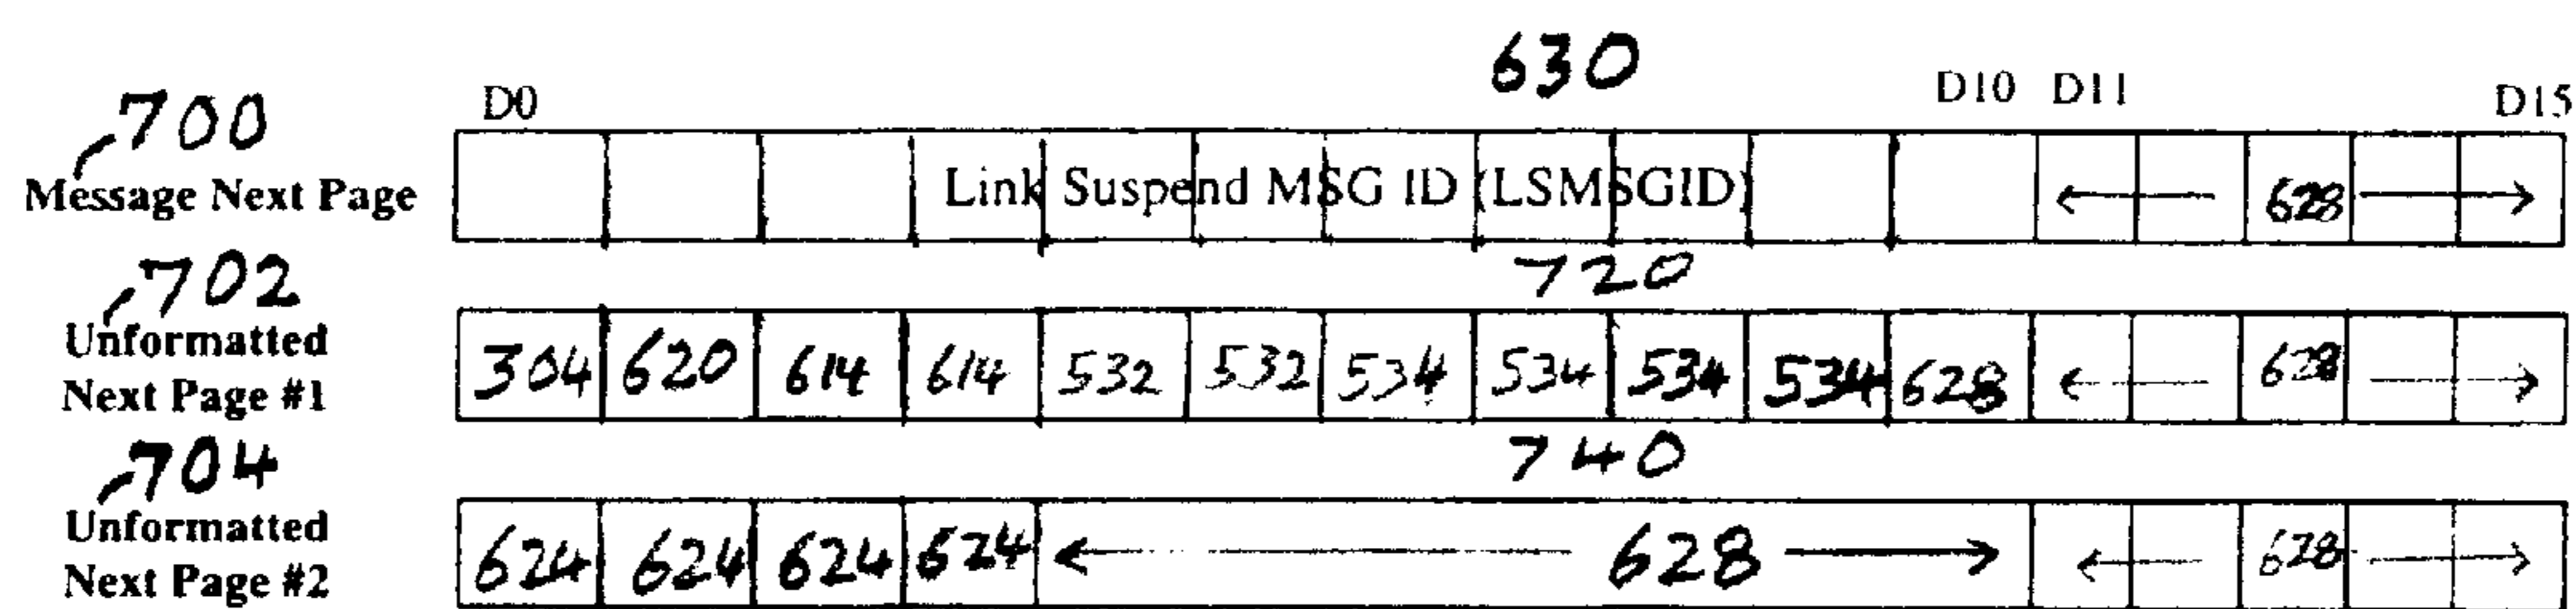 630
700 D0 D10 D11 D15
Message Next Page Link Suspend MSG ID (LSMSGID) 628
720
702
Unformatted
Next Page #1 304 620 614 614 532 532 534 534 534 534 628 628
740
704
Unformatted
Next Page #2 624 624 624 624 628 628